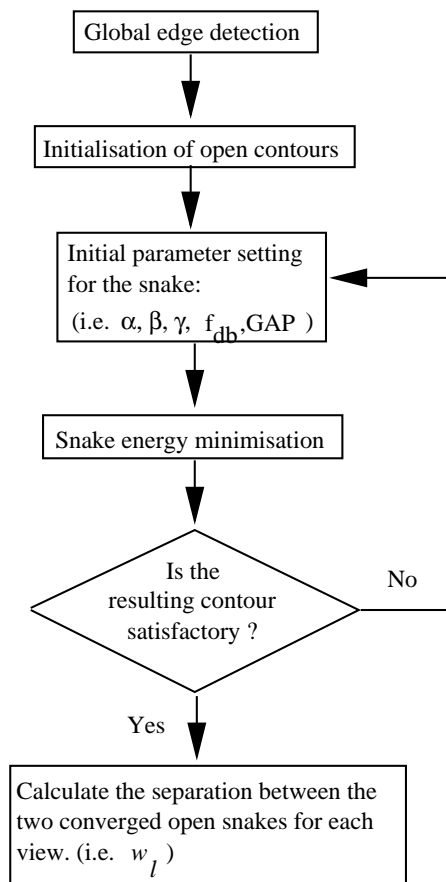 Global edge detection
Initialisation of open contours
Initial parameter setting
for the snake:
(i.e. α, β, γ, f_db,GAP )
Snake energy minimisation
Is the
resulting contour
satisfactory ?
No
Yes
Calculate the separation between the
two converged open snakes for each
view. (i.e. w_l )